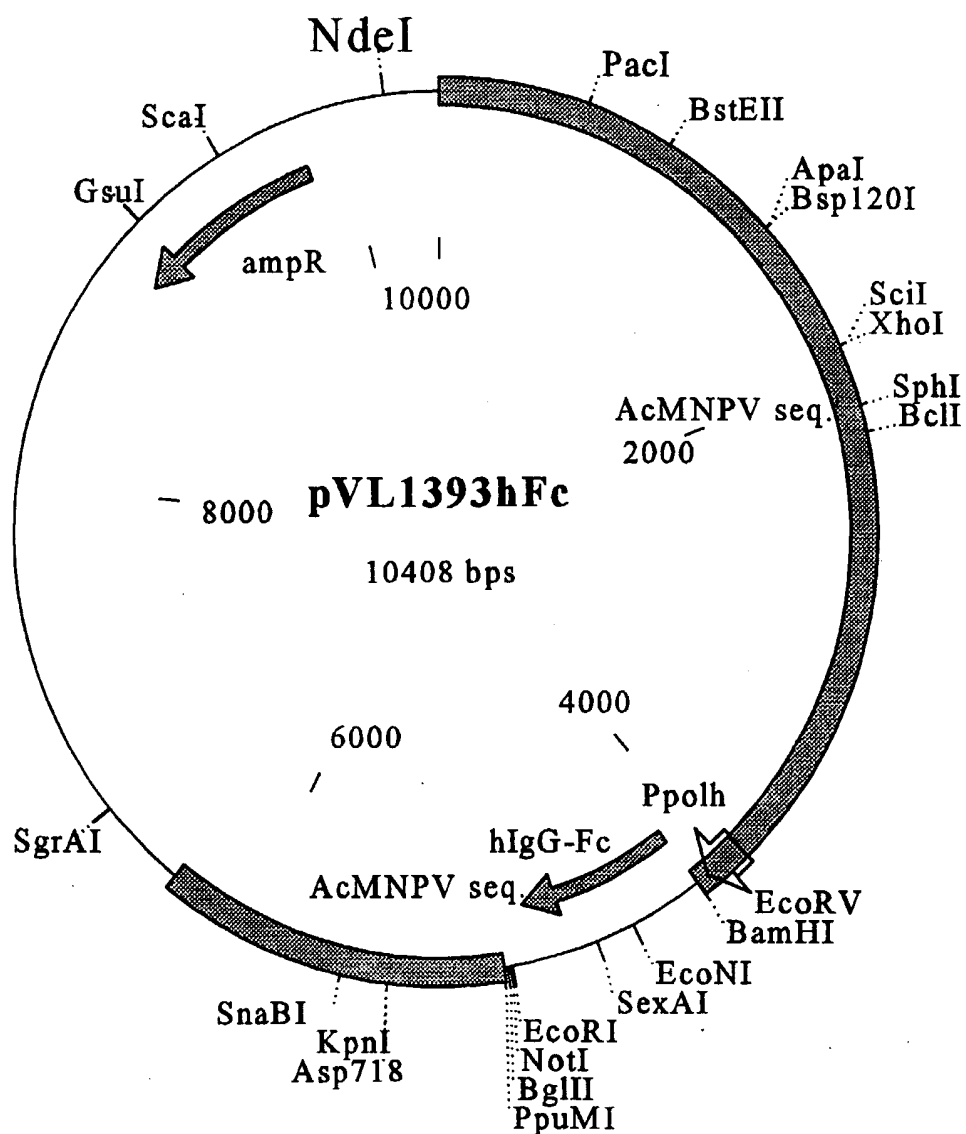 NdeI
PacI
ScaI
BstEII
GsuI
ApaI
Bsp120I
ampR
10000
SciI
XhoI
SphI
AcMNPV seq.
BclI
2000
8000
pVL1393hFc
10408 bps
4000
6000
Ppolh
SgrAI
hIgG-Fc
AcMNPV seq.
EcoRV
BamHI
EcoNI
SexAI
SnaBI
EcoRI
KpnI
NotI
Asp718
BglII
PpuMI